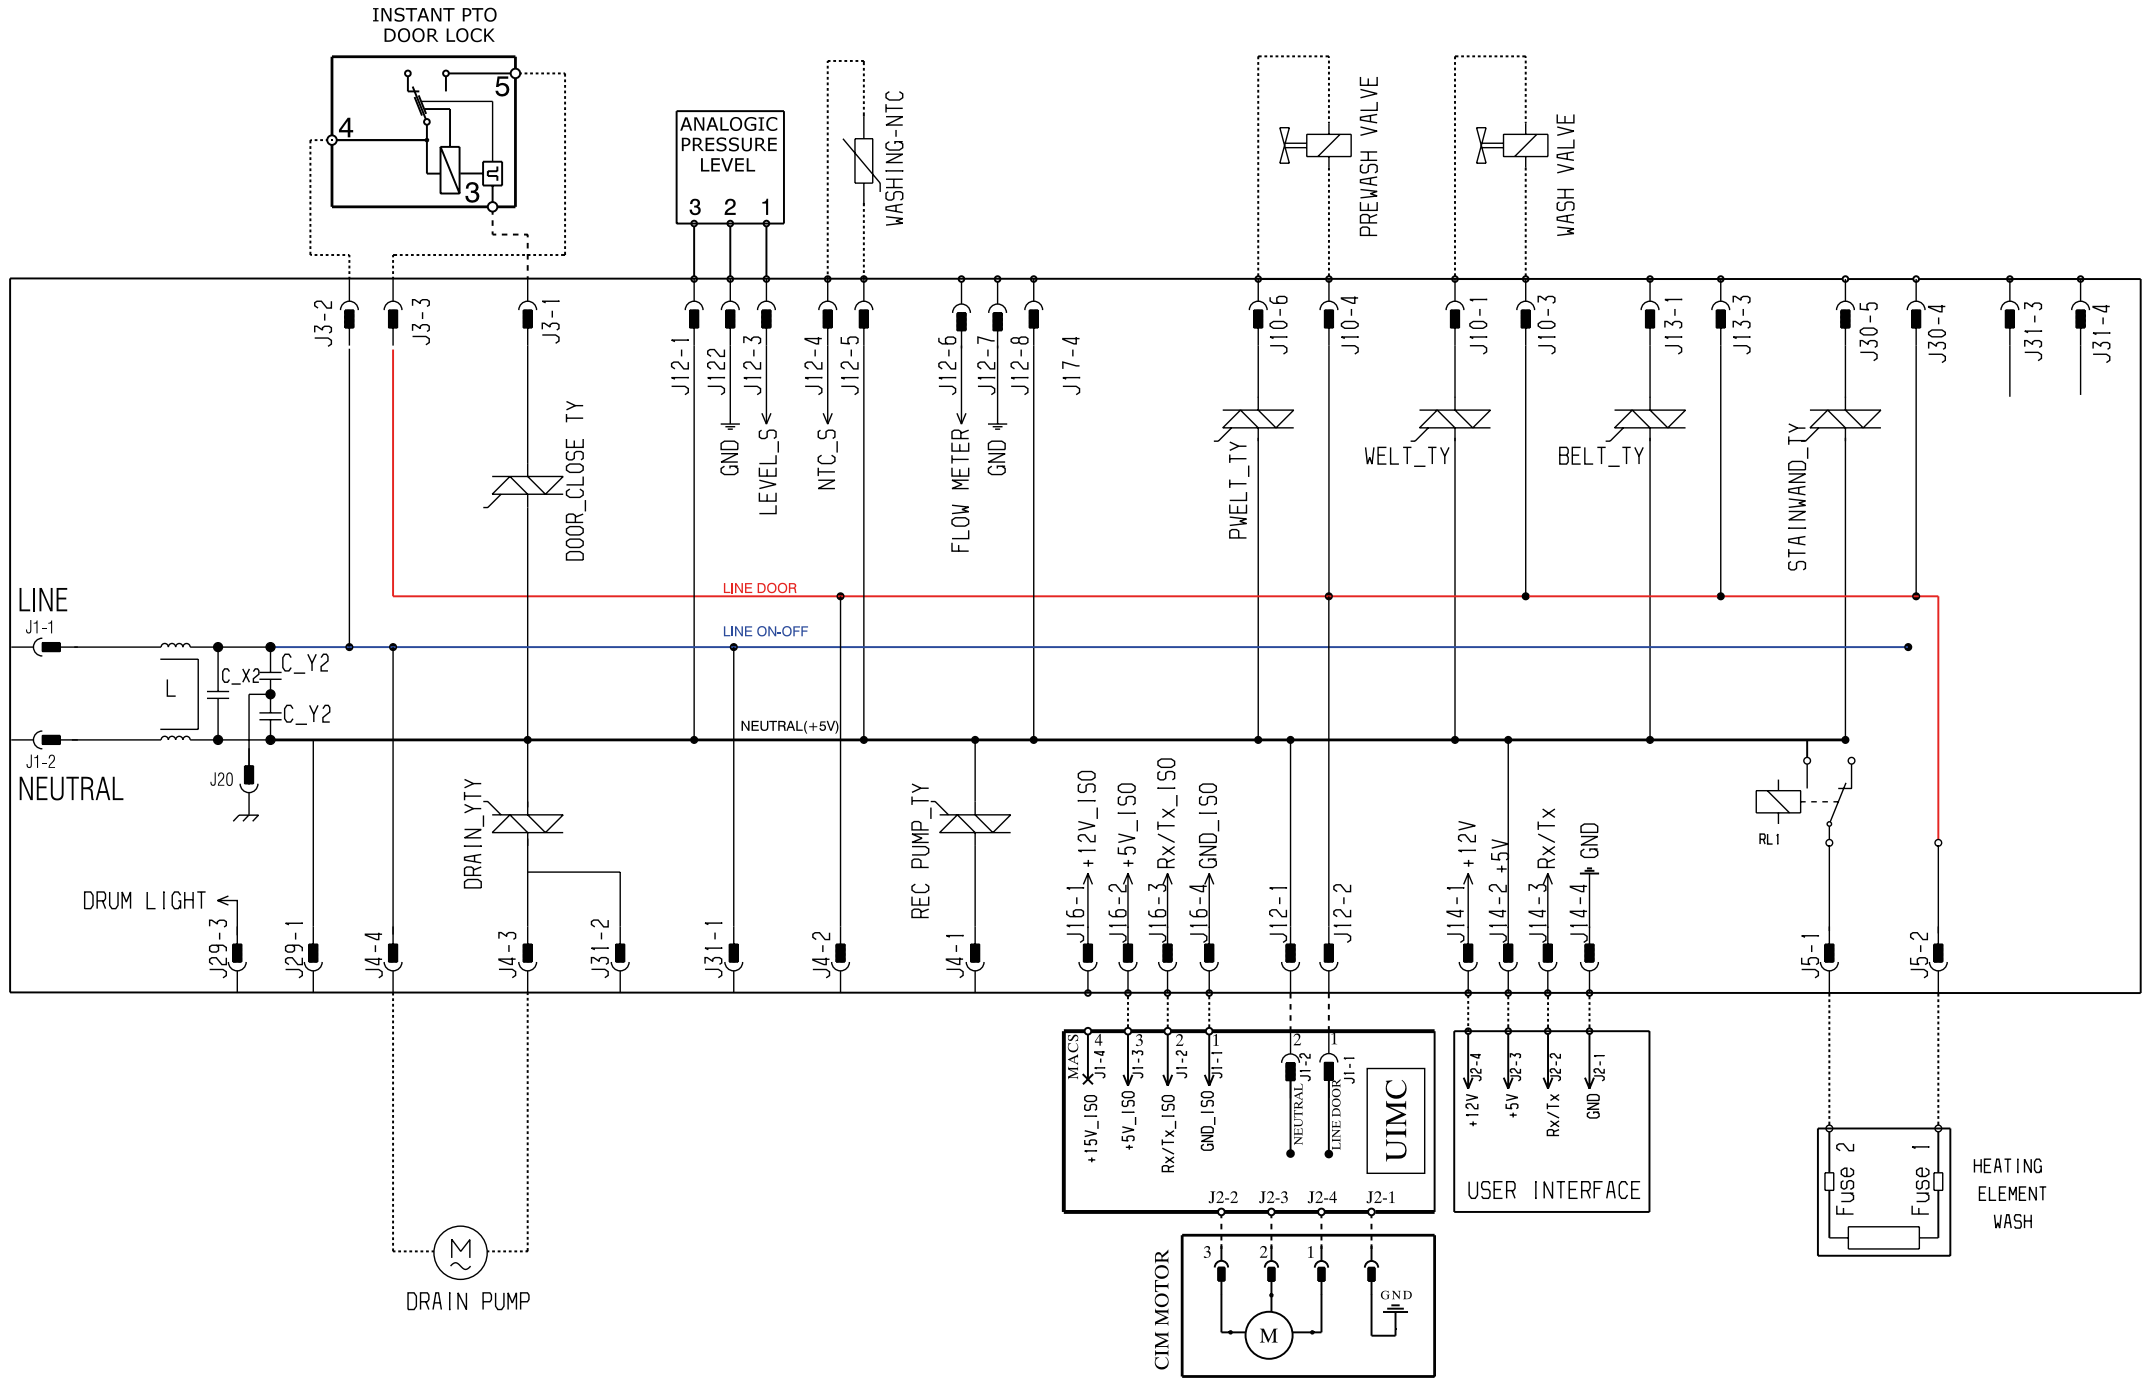 INSTANT PTO
DOOR LOCK
5
4
3
ANALOGIC
PRESSURE
LEVEL
3 2 1
WASHING-NTC
PREWASH VALVE
WASH VALVE
J3-2
J3-3
J3-1
J12-1
J122
J12-3
J12-4
J12-5
J12-6
J12-7
J12-8
J17-4
J10-6
J10-4
J10-1
J10-3
J13-1
J13-3
J30-5
J30-4
J31-3
J31-4
DOOR_CLOSE TY
GND
LEVEL_S
NTC_S
FLOW METER
GND
PWELT_TY
WELT_TY
BELT_TY
STAINWAND_TY
LINE DOOR
LINE
J1-1
LINE ON-OFF
L
C_X2
C_Y2
C_Y2
NEUTRAL(+5V)
J1-2
NEUTRAL
J20
DRAIN_YTY
REC PUMP_TY
+12V_ISO
+5V_ISO
Rx/Tx_ISO
GND_ISO
+12V
+5V
Rx/Tx
GND
RL1
DRUM LIGHT
J29-3
J29-1
J4-4
J4-3
J31-2
J31-1
J4-2
J4-1
J16-1
J16-2
J16-3
J16-4
J12-1
J12-2
J14-1
J14-2
J14-3
J14-4
J5-1
J5-2
MACS
4 3 2 1 2 1
J1-4
J1-3
J1-2
J1-1
J1-2
J1-1
+15V_ISO
+5V_ISO
Rx/Tx_ISO
GND_ISO
NEUTRAL
LINE DOOR
UIMC
J2-4
J2-3
J2-2
J2-1
+12V
+5V
Rx/Tx
GND
USER INTERFACE
Fuse 2
Fuse 1
HEATING
ELEMENT
WASH
J2-2 J2-3 J2-4 J2-1
3 2 1
GND
M
CIM MOTOR
M
DRAIN PUMP